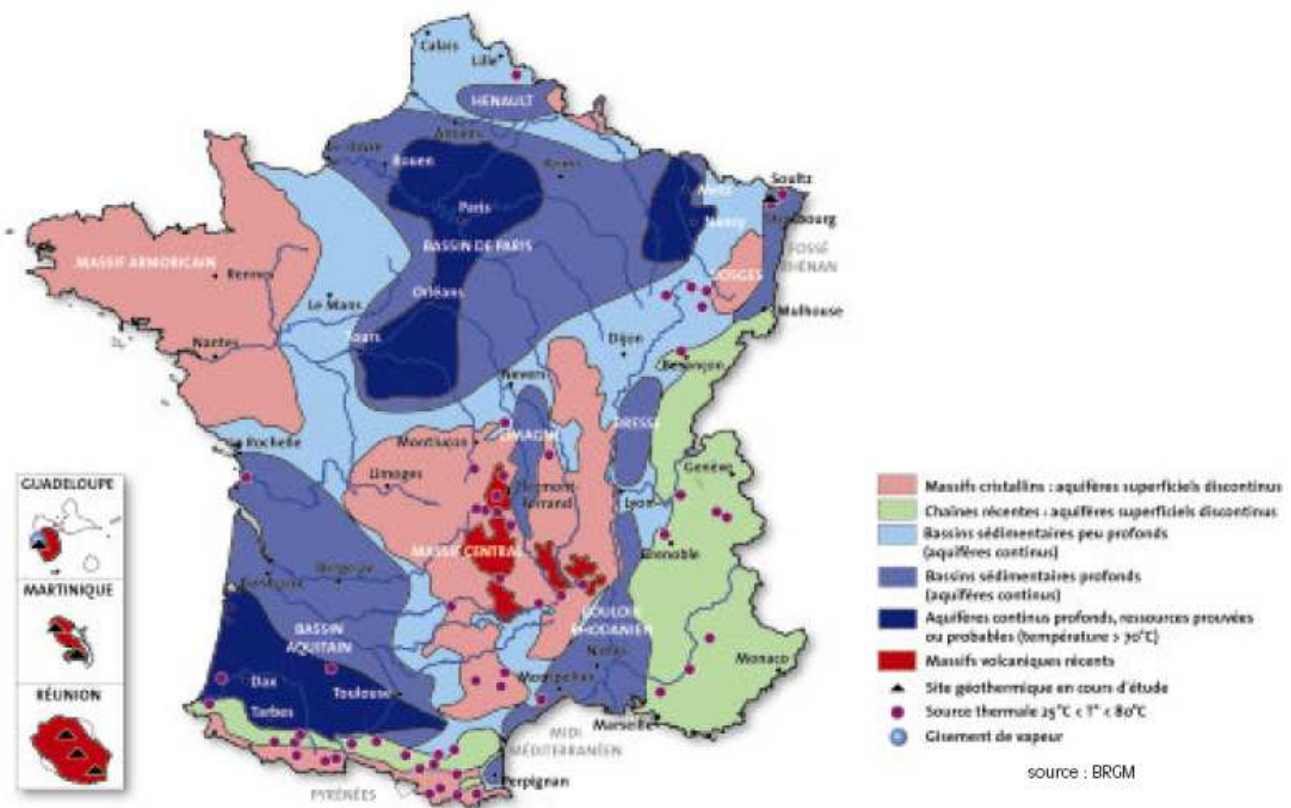 Calais
Lille
HENAULT
Amiens
Le Havre
Rouen
Reims
Paris
Metz
Nancy
Soultz
Strasbourg
FOSSÉ
RHÉNAN
VOSGES
Mulhouse
BASSIN DE PARIS
MASSIF ARMORICAIN
Rennes
Le Mans
Orléans
Tours
Nantes
Dijon
Besançon
Nevers
BRESSE
LIMAGNE
La Rochelle
Montluçon
Limoges
Clermont-
Ferrand
Genève
Lyon
Grenoble
MASSIF CENTRAL
Bergerac
Bordeaux
COULOIR
RHODANIEN
BASSIN
AQUITAIN
Nîmes
Montpellier
Monaco
Dax
Toulouse
Tarbes
Marseille
MIDI
MÉDITERRANÉEN
Perpignan
PYRÉNÉES
GUADELOUPE
MARTINIQUE
RÉUNION
Massifs cristallins : aquifères superficiels discontinus
Chaînes récentes : aquifères superficiels discontinus
Bassins sédimentaires peu profonds
(aquifères continus)
Bassins sédimentaires profonds
(aquifères continus)
Aquifères continus profonds, ressources prouvées
ou probables (température > 70°C)
Massifs volcaniques récents
Site géothermique en cours d'étude
Source thermale 25°C < T° < 80°C
Gisement de vapeur
source : BRGM